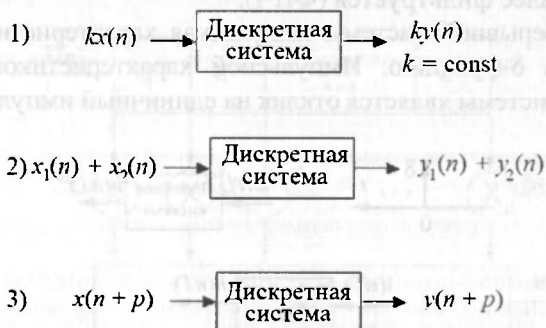 1) kx(n) Дискретная система ky(n)
k = const
2) x₁(n) + x₂(n) Дискретная система y₁(n) + y₂(n)
3) x(n + p) Дискретная система y(n + p)